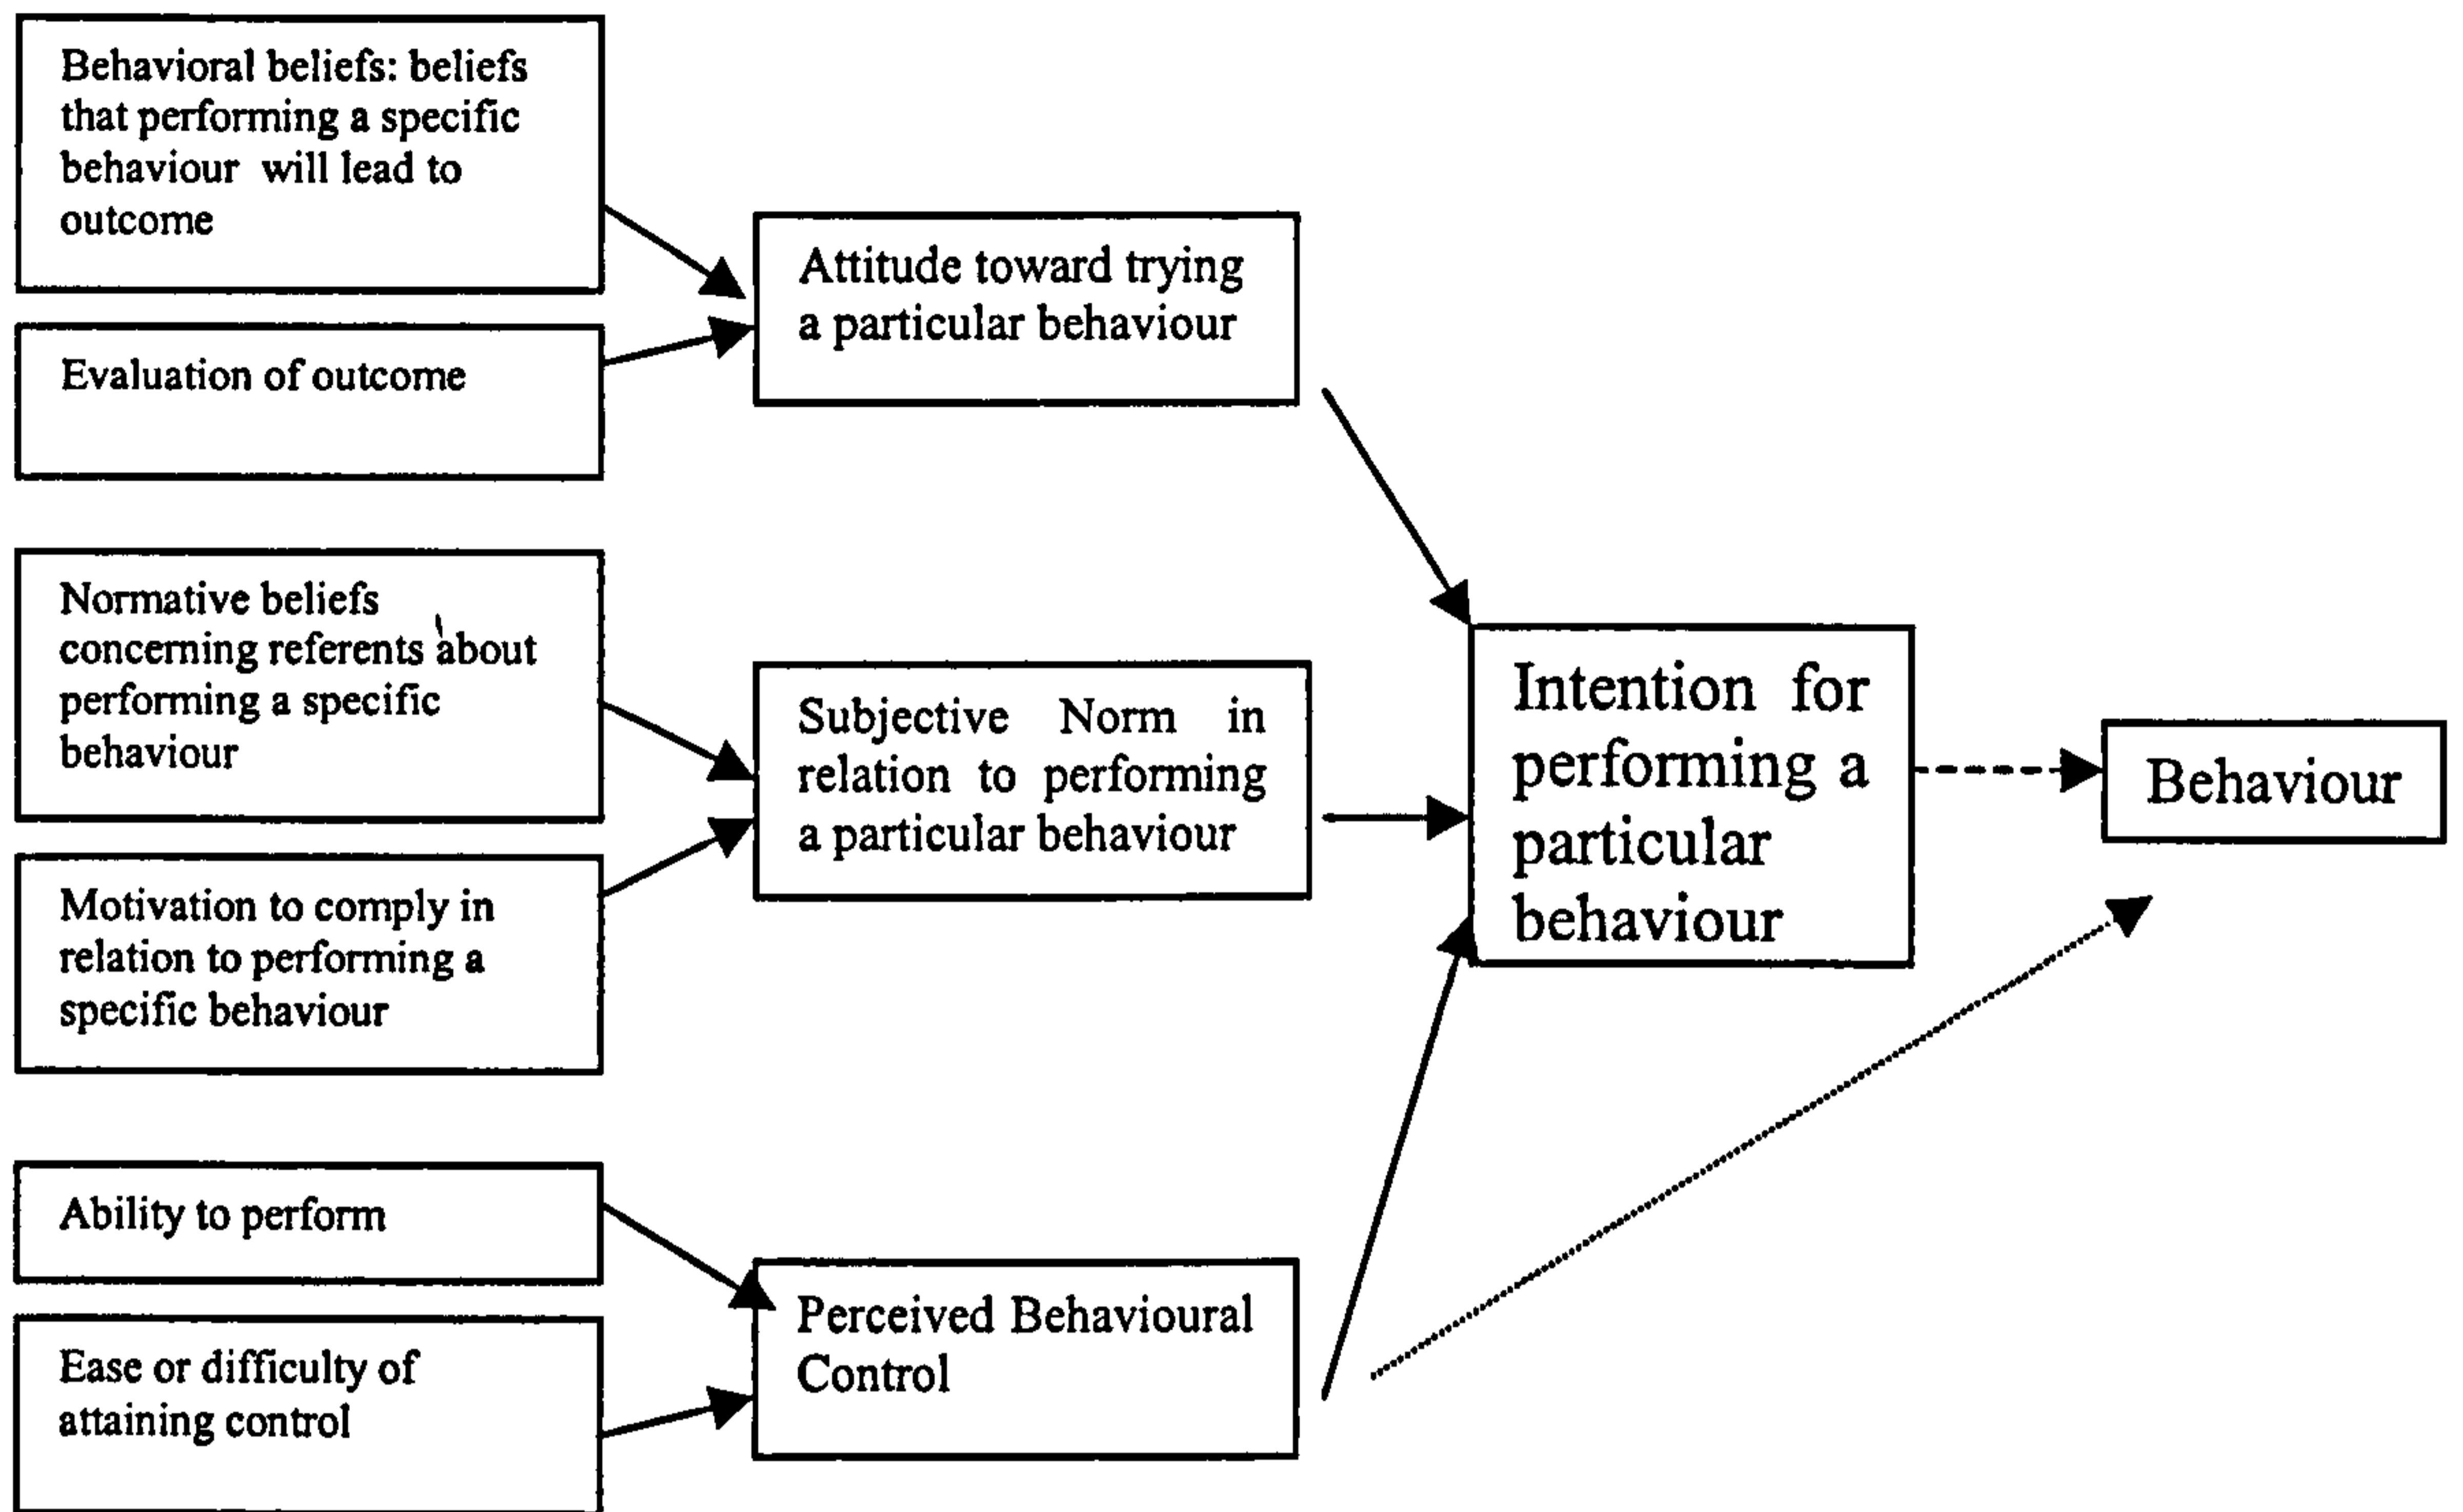 Behavioral beliefs: beliefs
that performing a specific
behaviour will lead to
outcome
Evaluation of outcome
Attitude toward trying
a particular behaviour
Normative beliefs
concerning referents about
performing a specific
behaviour
Motivation to comply in
relation to performing a
specific behaviour
Subjective Norm in
relation to performing
a particular behaviour
Ability to perform
Ease or difficulty of
attaining control
Perceived Behavioural
Control
Intention for
performing a
particular
behaviour
Behaviour